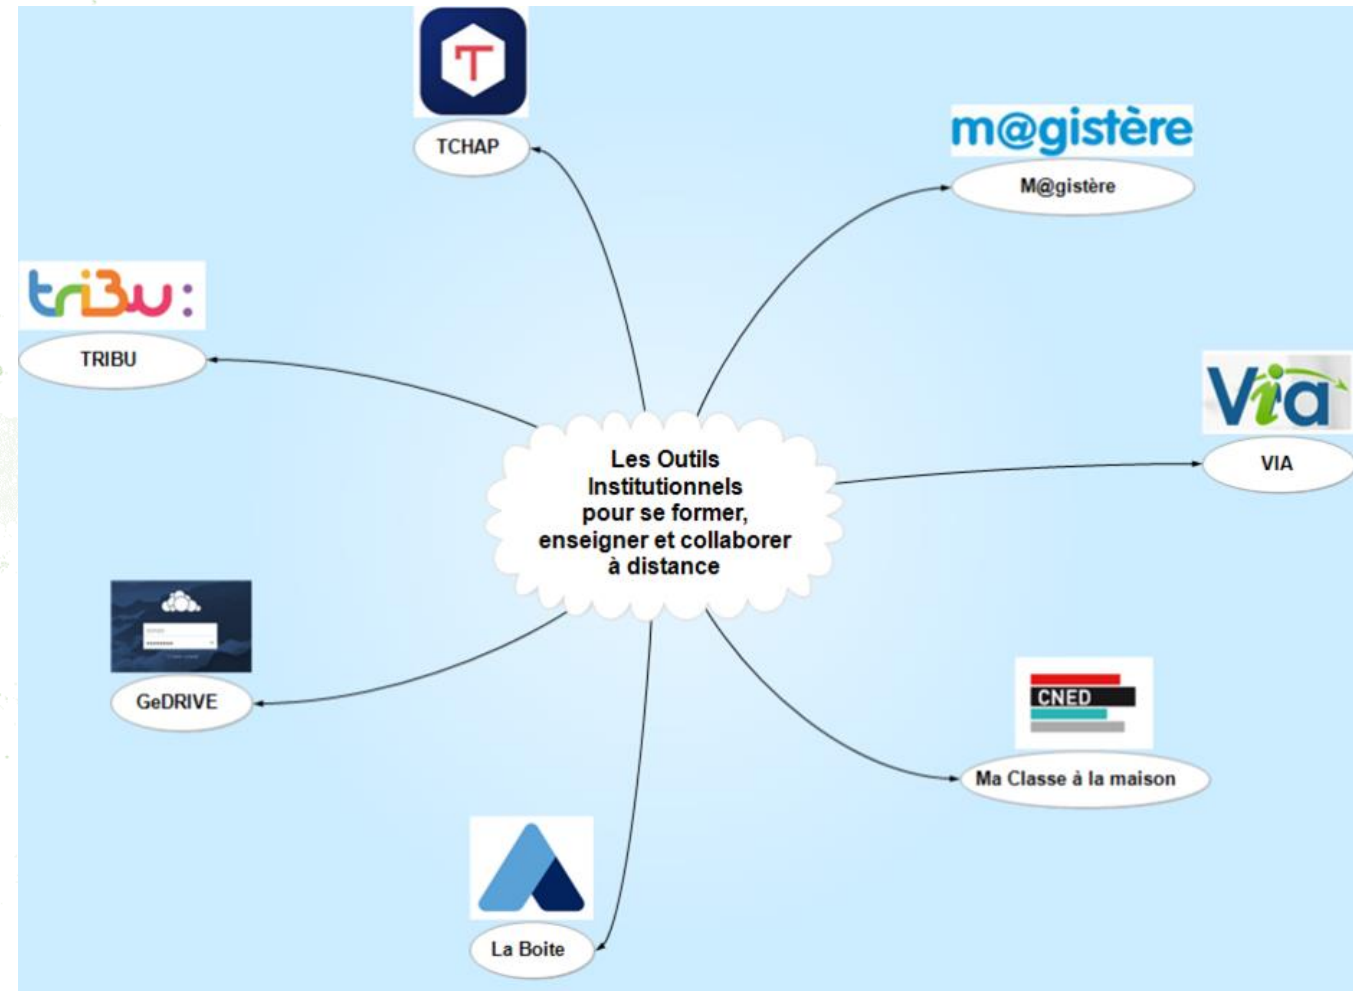 T
TCHAP
m@gistère
M@gistère
triBu:
TRIBU
Via
VIA
Les Outils
Institutionnels
pour se former,
enseigner et collaborer
à distance
GeDRIVE
CNED
Ma Classe à la maison
La Boite